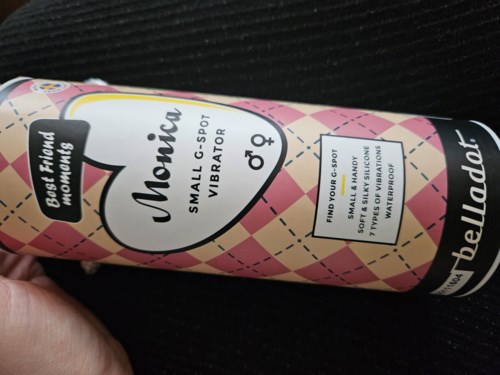 Best Friend
moments
Monica
SMALL G-SPOT
VIBRATOR
FIND YOUR G-SPOT
SMALL & HANDY
SOFT & SILKY SILICONE
7 TYPES OF VIBRATIONS
WATERPROOF
belladot.